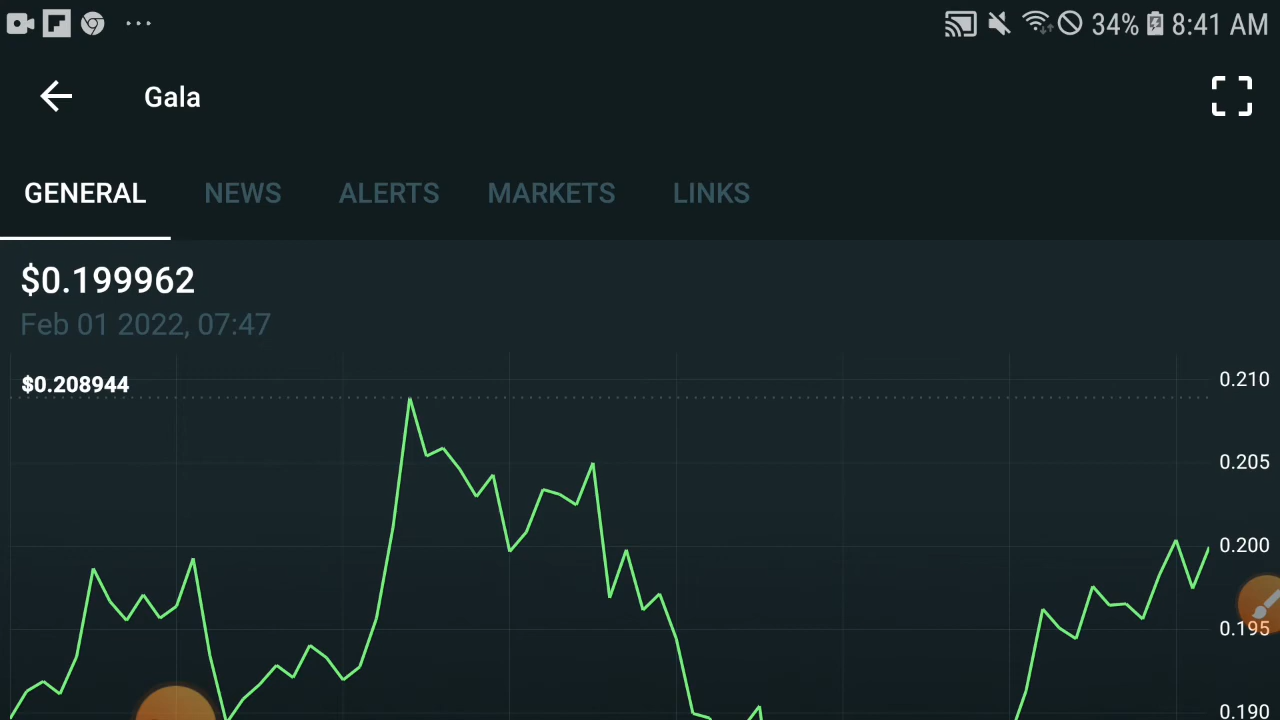 34% 8:41 AM
Gala
GENERAL NEWS ALERTS MARKETS LINKS
$0.199962
Feb 01 2022, 07:47
$0.208944
0.210
0.205
0.200
0.195
0.190